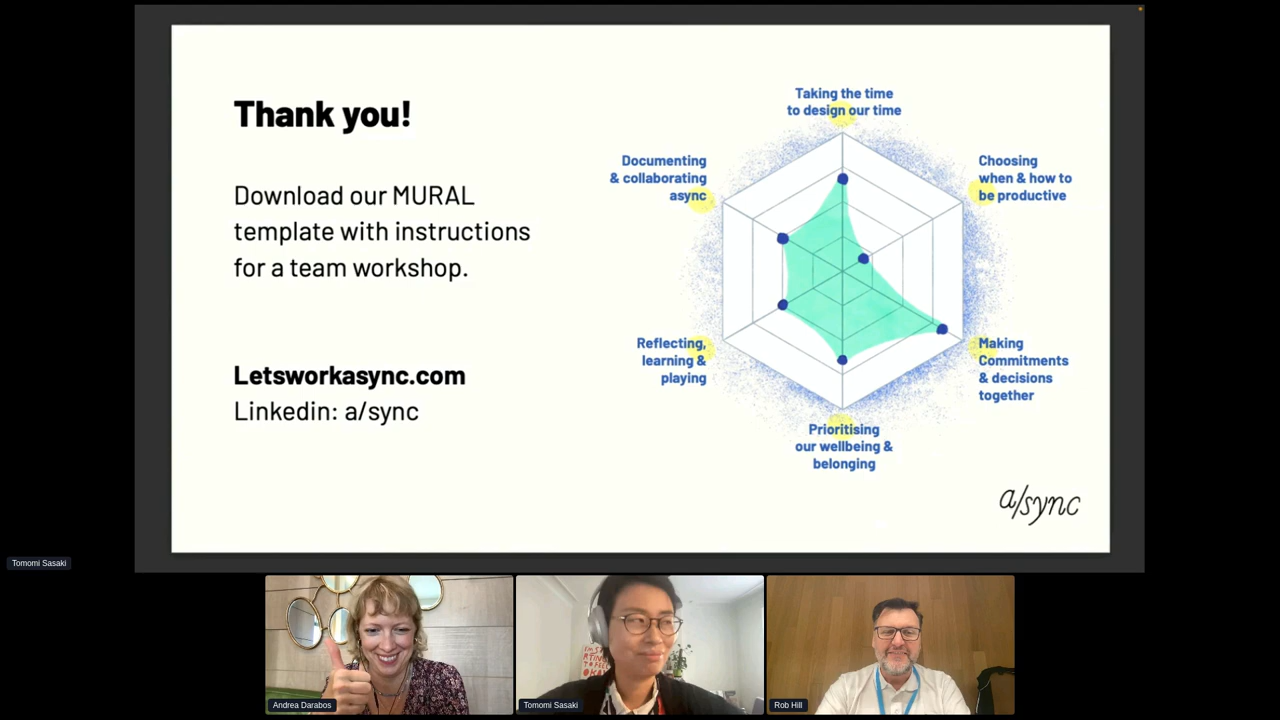 Thank you!
Download our MURAL
template with instructions
for a team workshop.
Letsworkasync.com
Linkedin: a/sync
Taking the time
to design our time
Choosing
when & how to
be productive
Making
Commitments
& decisions
together
Prioritising
our wellbeing &
belonging
Reflecting,
learning &
playing
Documenting
& collaborating
async
a/sync
Tomomi Sasaki
Andrea Darabos
Tomomi Sasaki
Rob Hill